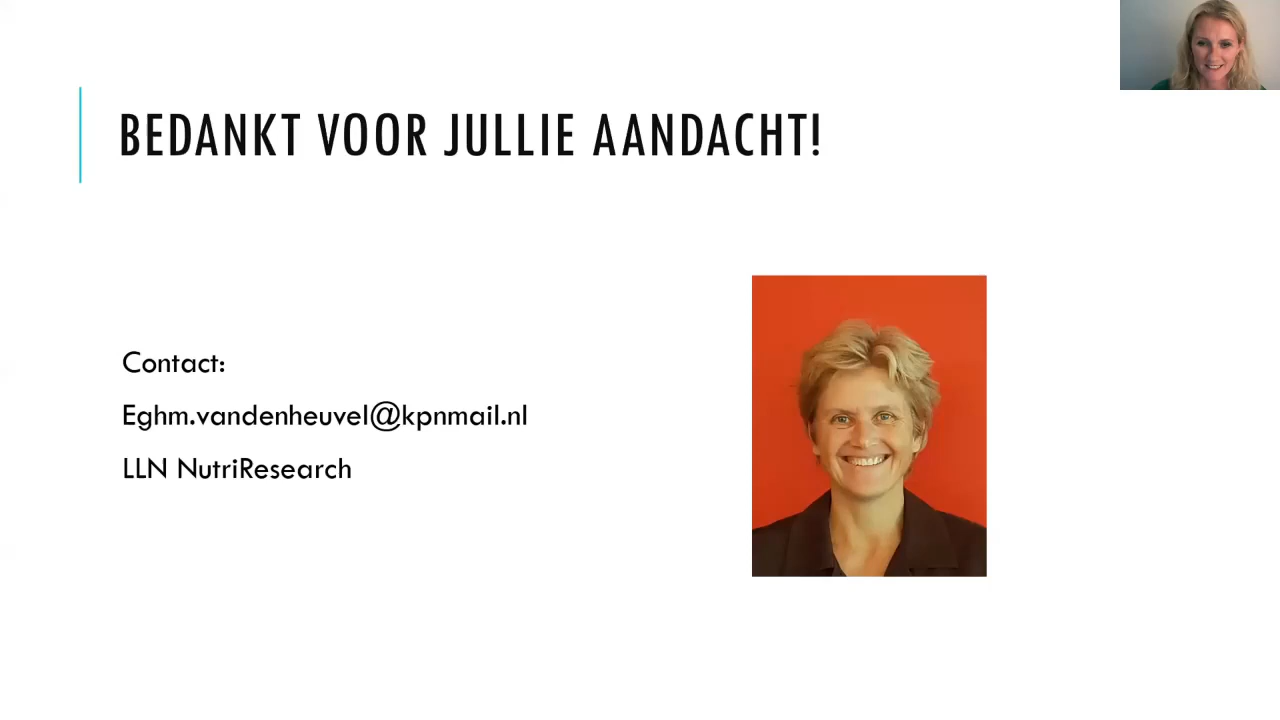 BEDANKT VOOR JULLIE AANDACHT!
Contact:
Eghm.vandenheuvel@kpnmail.nl
LLN NutriResearch